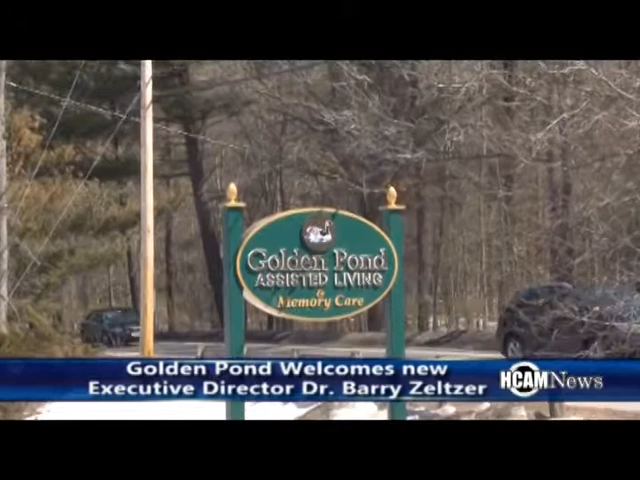 Golden Pond
ASSISTED LIVING
&
Memory Care
Golden Pond Welcomes new
Executive Director Dr. Barry Zeltzer
HCAM News